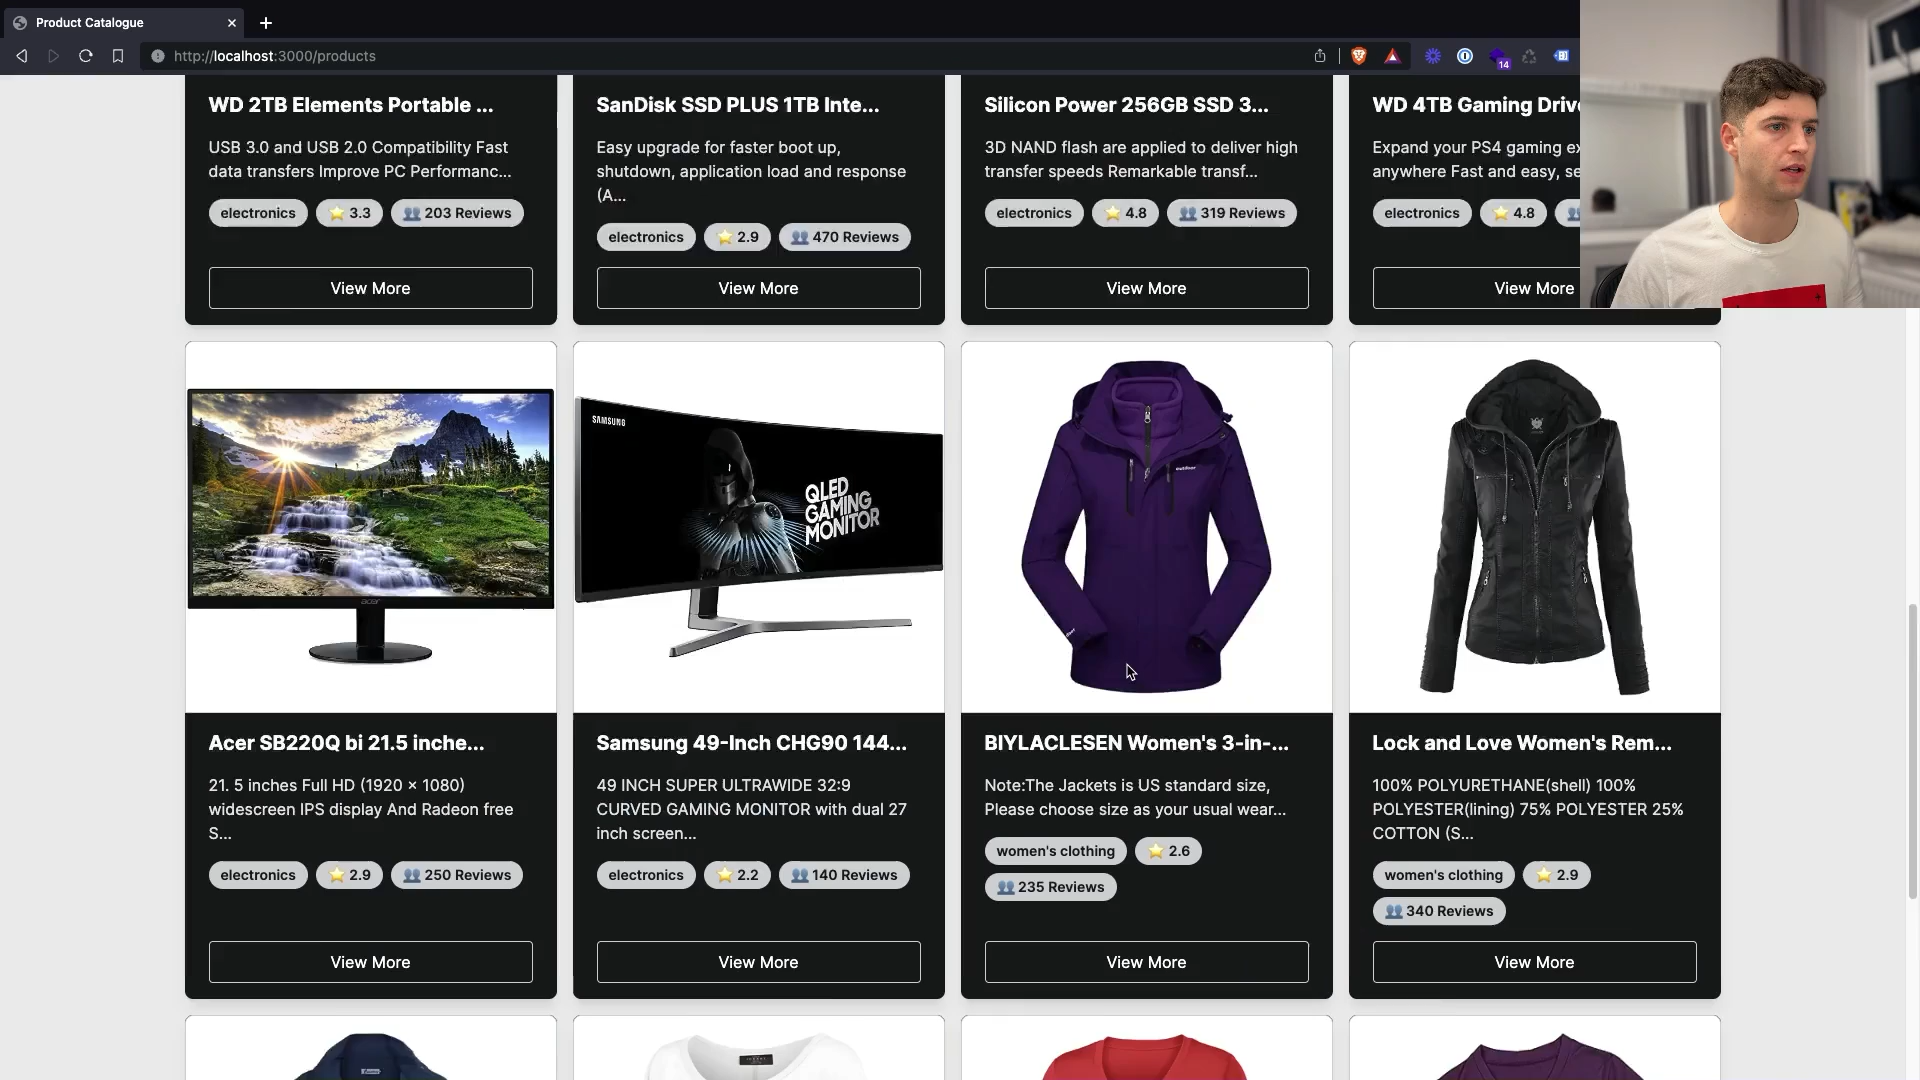 Product Catalogue
http://localhost:3000/products
14
WD 2TB Elements Portable ...
USB 3.0 and USB 2.0 Compatibility Fast
data transfers Improve PC Performanc...
electronics
3.3
203 Reviews
View More
SanDisk SSD PLUS 1TB Inte...
Easy upgrade for faster boot up,
shutdown, application load and response
(A...
electronics
2.9
470 Reviews
View More
Silicon Power 256GB SSD 3...
3D NAND flash are applied to deliver high
transfer speeds Remarkable transf...
electronics
4.8
319 Reviews
View More
WD 4TB Gaming Drive
Expand your PS4 gaming
anywhere Fast and easy,
electronics
4.8
View More
acer
Acer SB220Q bi 21.5 inche...
21. 5 inches Full HD (1920 × 1080)
widescreen IPS display And Radeon free
S...
electronics
2.9
250 Reviews
View More
SAMSUNG
QLED
GAMING
MONITOR
Samsung 49-Inch CHG90 144...
49 INCH SUPER ULTRAWIDE 32:9
CURVED GAMING MONITOR with dual 27
inch screen...
electronics
2.2
140 Reviews
View More
BIYLACLESEN Women's 3-in-...
Note:The Jackets is US standard size,
Please choose size as your usual wear...
women's clothing
2.6
235 Reviews
View More
Lock and Love Women's Rem...
100% POLYURETHANE(shell) 100%
POLYESTER(lining) 75% POLYESTER 25%
COTTON (S...
women's clothing
2.9
340 Reviews
View More